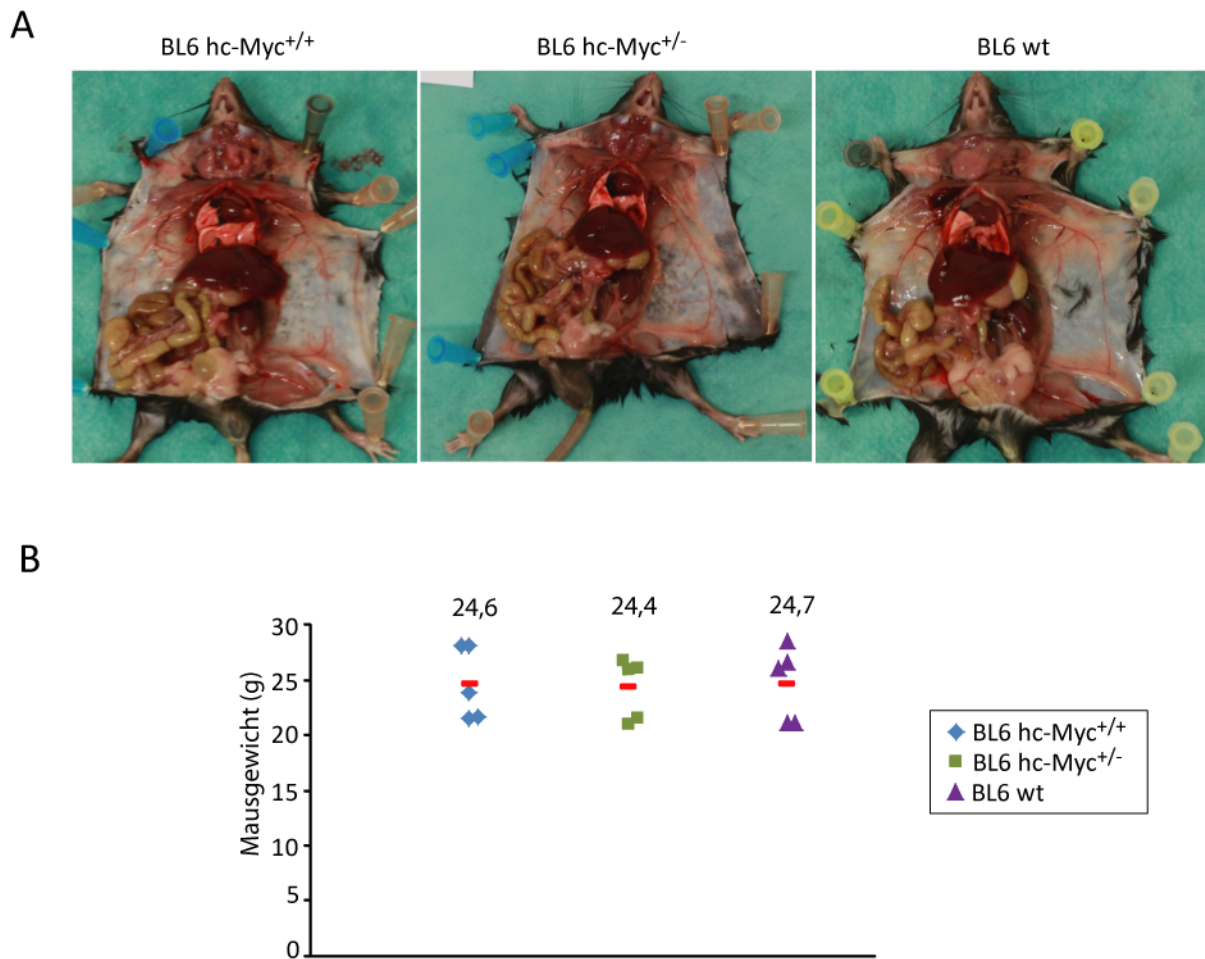 A
BL6 hc-Myc+/+ BL6 hc-Myc+/- BL6 wt
B
24,6 24,4 24,7
Mausgewicht (g)
30
25
20
15
10
5
0
BL6 hc-Myc+/+
BL6 hc-Myc+/-
BL6 wt